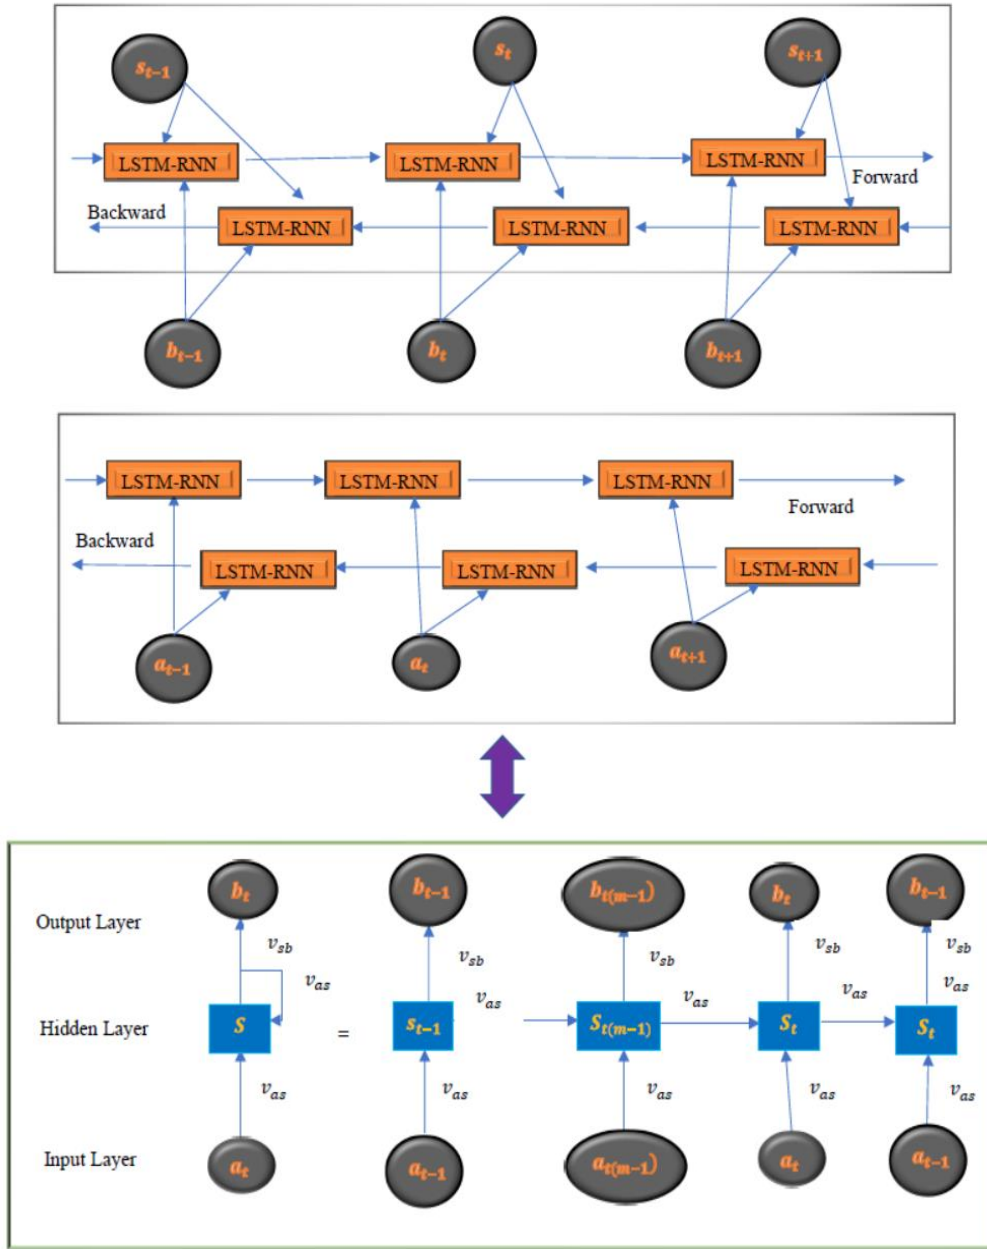 s_{t-1} s_t s_{t+1}
LSTM-RNN LSTM-RNN LSTM-RNN
Forward
Backward
LSTM-RNN LSTM-RNN LSTM-RNN
b_{t-1} b_t b_{t+1}
LSTM-RNN LSTM-RNN LSTM-RNN
Forward
Backward
LSTM-RNN LSTM-RNN LSTM-RNN
a_{t-1} a_t a_{t+1}
b_t b_{t-1} b_{t(m-1)} b_t b_{t-1}
Output Layer
v_{sb} v_{sb} v_{sb} v_{sb} v_{sb}
v_{as} v_{as} v_{as} v_{as} v_{as}
Hidden Layer
S = s_{t-1} S_{t(m-1)} S_t S_t
v_{as} v_{as} v_{as} v_{as} v_{as}
Input Layer
a_t a_{t-1} a_{t(m-1)} a_t a_{t-1}